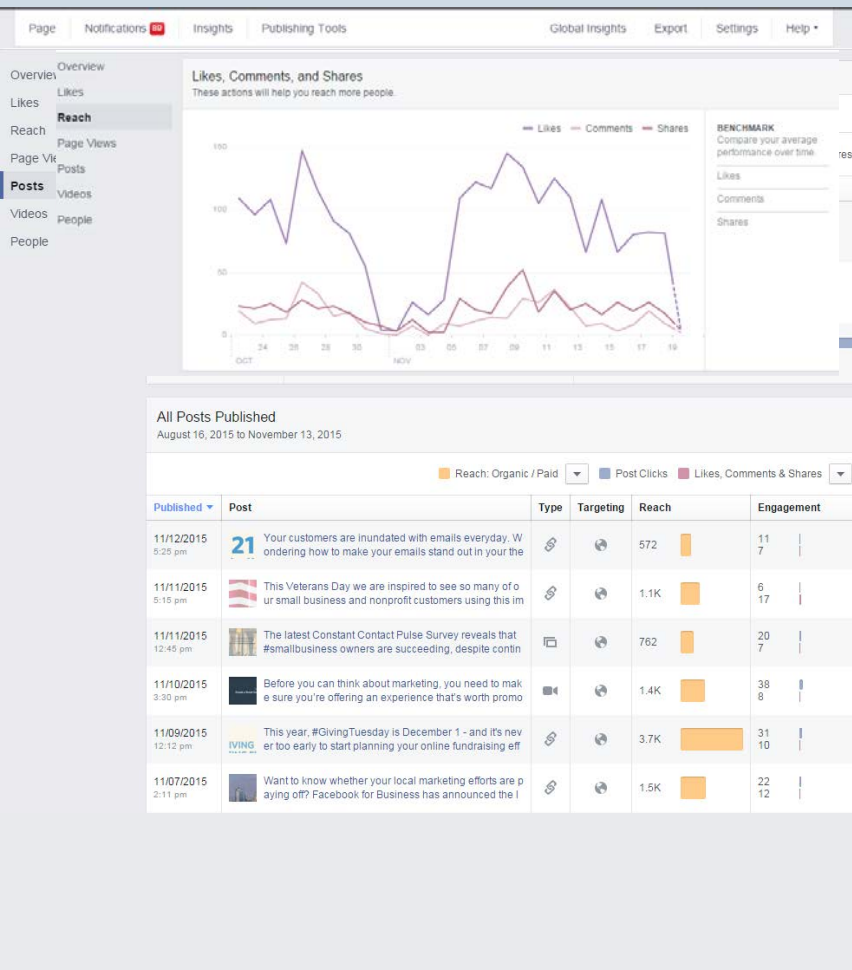 Page Notifications 89 Insights Publishing Tools Global Insights Export Settings Help
Overview
Likes
Reach
Page Vie
Posts
Videos
People
Overview
Likes
Reach
Page Views
Posts
Videos
People
Likes, Comments, and Shares
These actions will help you reach more people.
Likes Comments Shares
150
100
50
0
24 26 28 30 03 05 07 09 11 13 15 17 19
OCT NOV
BENCHMARK
Compare your average
performance over time.
Likes
Comments
Shares
res
All Posts Published
August 16, 2015 to November 13, 2015
Reach: Organic / Paid Post Clicks Likes, Comments & Shares
Published Post Type Targeting Reach Engagement
11/12/2015
5:25 pm
21
Your customers are inundated with emails everyday. W
ondering how to make your emails stand out in your the
572
11
7
11/11/2015
5:15 pm
This Veterans Day we are inspired to see so many of o
ur small business and nonprofit customers using this im
1.1K
6
17
11/11/2015
12:45 pm
The latest Constant Contact Pulse Survey reveals that
#smallbusiness owners are succeeding, despite contin
762
20
7
11/10/2015
3:30 pm
Before you can think about marketing, you need to mak
e sure you're offering an experience that's worth promo
1.4K
38
8
11/09/2015
12:12 pm
IVING
This year, #GivingTuesday is December 1 - and it's nev
er too early to start planning your online fundraising eff
3.7K
31
10
11/07/2015
2:11 pm
Want to know whether your local marketing efforts are p
aying off? Facebook for Business has announced the l
1.5K
22
12